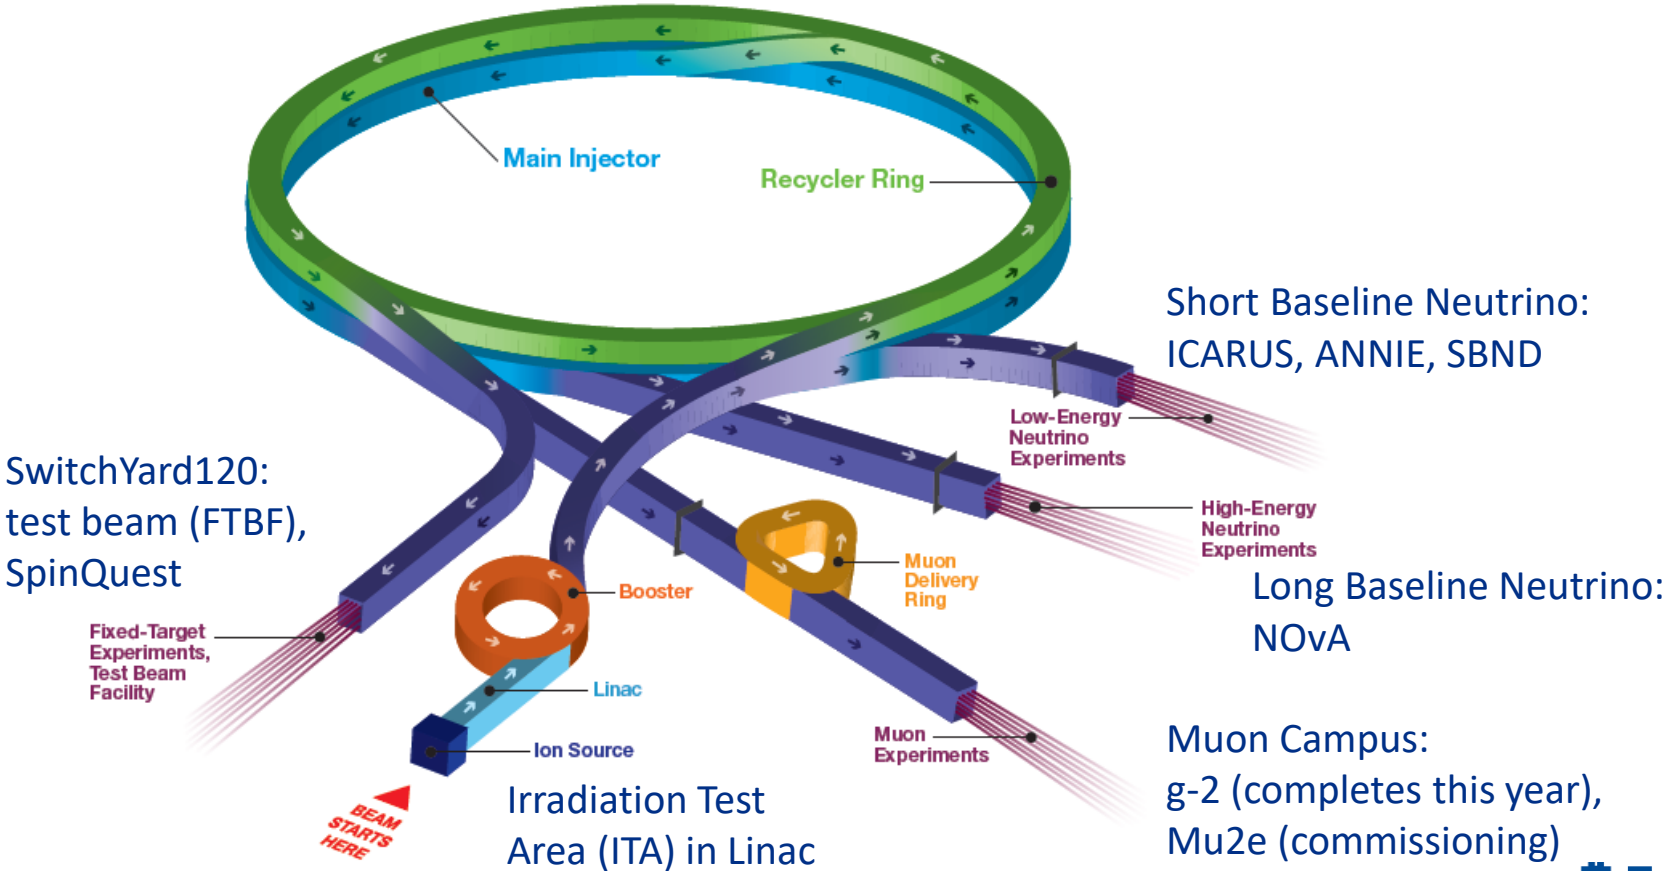 Main Injector
Recycler Ring
Short Baseline Neutrino:
ICARUS, ANNIE, SBND
Low-Energy
Neutrino
Experiments
SwitchYard120:
test beam (FTBF),
SpinQuest
High-Energy
Neutrino
Experiments
Muon
Delivery
Ring
Booster
Long Baseline Neutrino:
NOvA
Fixed-Target
Experiments,
Test Beam
Facility
Linac
Ion Source
Muon
Experiments
Muon Campus:
g-2 (completes this year),
Mu2e (commissioning)
BEAM
STARTS
HERE
Irradiation Test
Area (ITA) in Linac